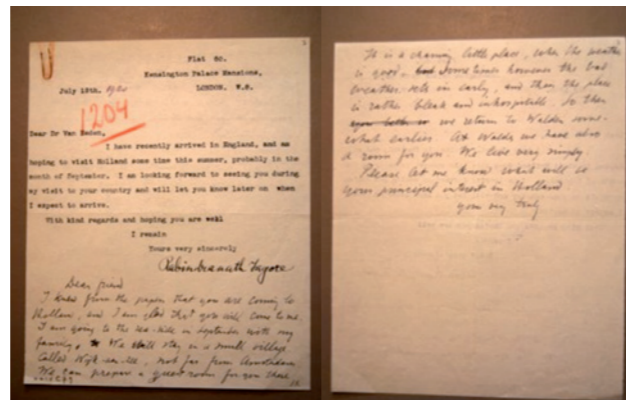 Flat 8c.
Kensington Palace Mansions,
July 13th. 1920 LONDON. W.8.
1204
Dear Dr Van Eeden,
I have recently arrived in England, and am
hoping to visit Holland some time this summer, probably in the
month of September. I am looking forward to seeing you during
my visit to your country and will let you know later on when
I expect to arrive.
With kind regards and hoping you are well
I remain
Yours very sincerely
Rabindranath Tagore
Dear friend
I knew from the papers that you are coming to
Holland, and I am glad that you will come to me.
I am going to the sea-side in september with my
family. We shall stay in a small village
called Wijk-aan-Zee, not far from Amsterdam
We can prepare a guest room for you there
It is a charming little place, when the weather
is good, sometimes however the bad
weather sets in early, and then the place
is rather bleak and inhospitable. So then
we return to Walden some-
what earlier. At Walden we have also
a room for you. We live very simply.
Please let me know what will be
your principal interest in Holland
yours very truly